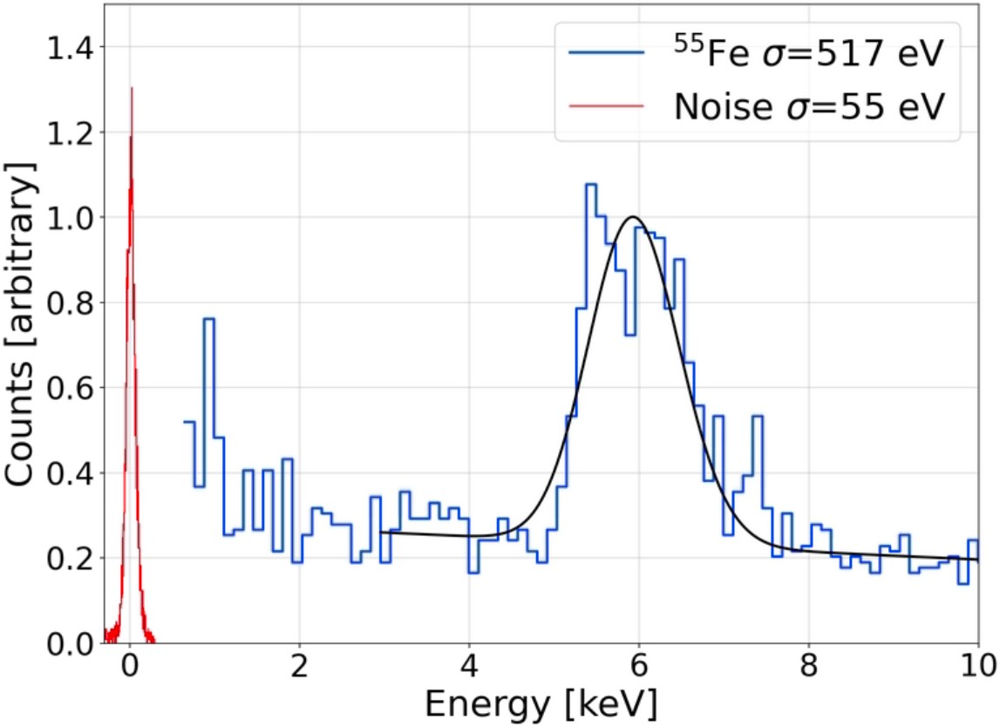 1.4
1.2
1.0
0.8
0.6
0.4
0.2
0.0
Counts [arbitrary]
⁵⁵Fe σ=517 eV
Noise σ=55 eV
0 2 4 6 8 10
Energy [keV]